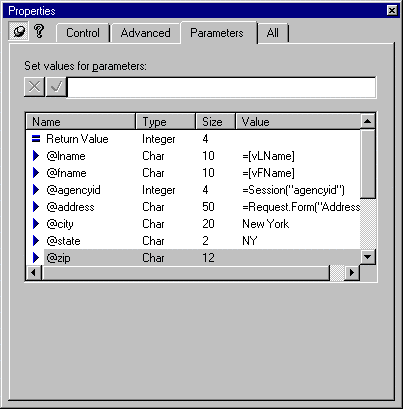 Properties
Control Advanced Parameters All
Set values for parameters:
Name Type Size Value
Return Value Integer 4
@lname Char 10 =[vLName]
@fname Char 10 =[vFName]
@agencyid Integer 4 =Session("agencyid")
@address Char 50 =Request.Form("Address
@city Char 20 New York
@state Char 2 NY
@zip Char 12